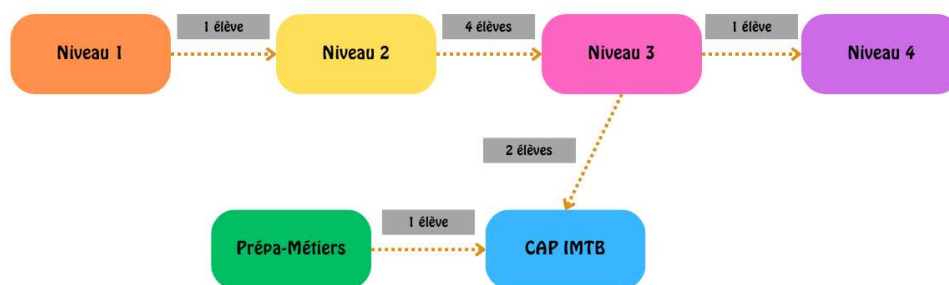 1 élève
4 élèves
1 élève
Niveau 1
Niveau 2
Niveau 3
Niveau 4
2 élèves
1 élève
Prépa-Métiers
CAP IMTB